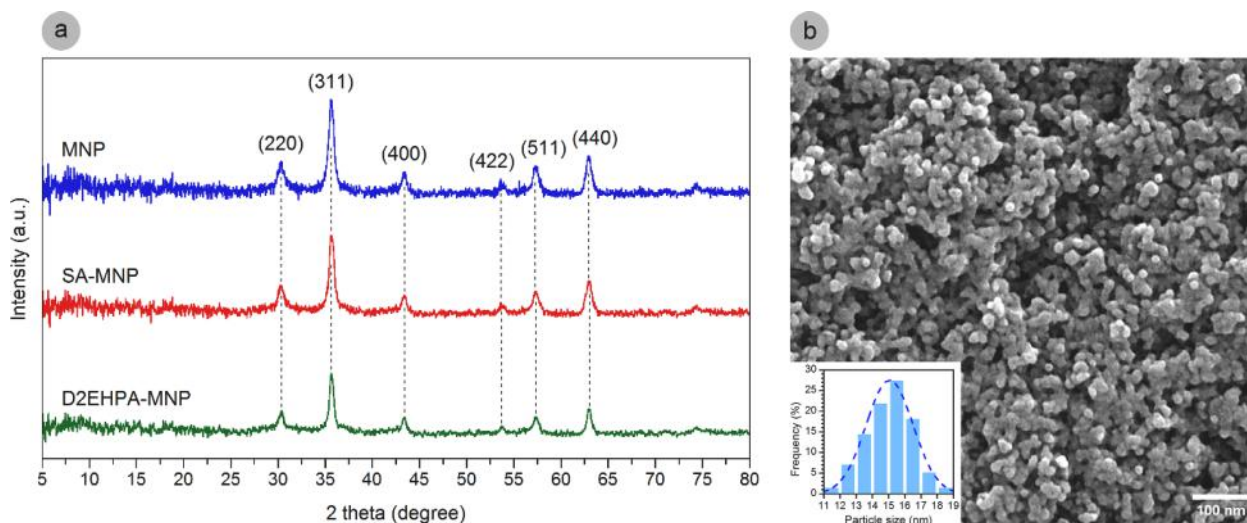 a
MNP
(220)
(311)
(400)
(422)
(511)
(440)
SA-MNP
D2EHPA-MNP
Intensity (a.u.)
5 10 15 20 25 30 35 40 45 50 55 60 65 70 75 80
2 theta (degree)
b
30
25
20
15
10
5
0
Frequency (%)
11 12 13 14 15 16 17 18 19
Particle size (nm)
100 nm